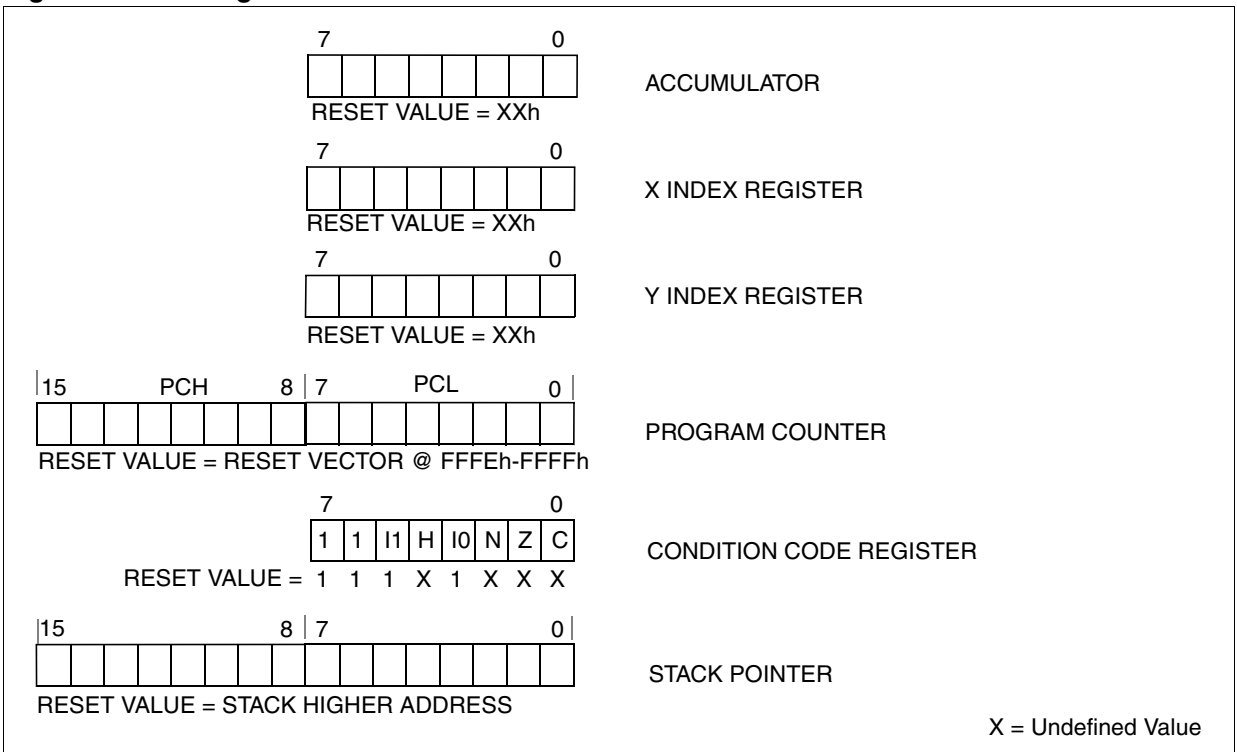 7 0
ACCUMULATOR
RESET VALUE = XXh
7 0
X INDEX REGISTER
RESET VALUE = XXh
7 0
Y INDEX REGISTER
RESET VALUE = XXh
15 PCH 8 7 PCL 0
PROGRAM COUNTER
RESET VALUE = RESET VECTOR @ FFFEh-FFFFh
7 0
1 1 I1 H I0 N Z C
CONDITION CODE REGISTER
RESET VALUE = 1 1 1 X 1 X X X
15 8 7 0
STACK POINTER
RESET VALUE = STACK HIGHER ADDRESS
X = Undefined Value